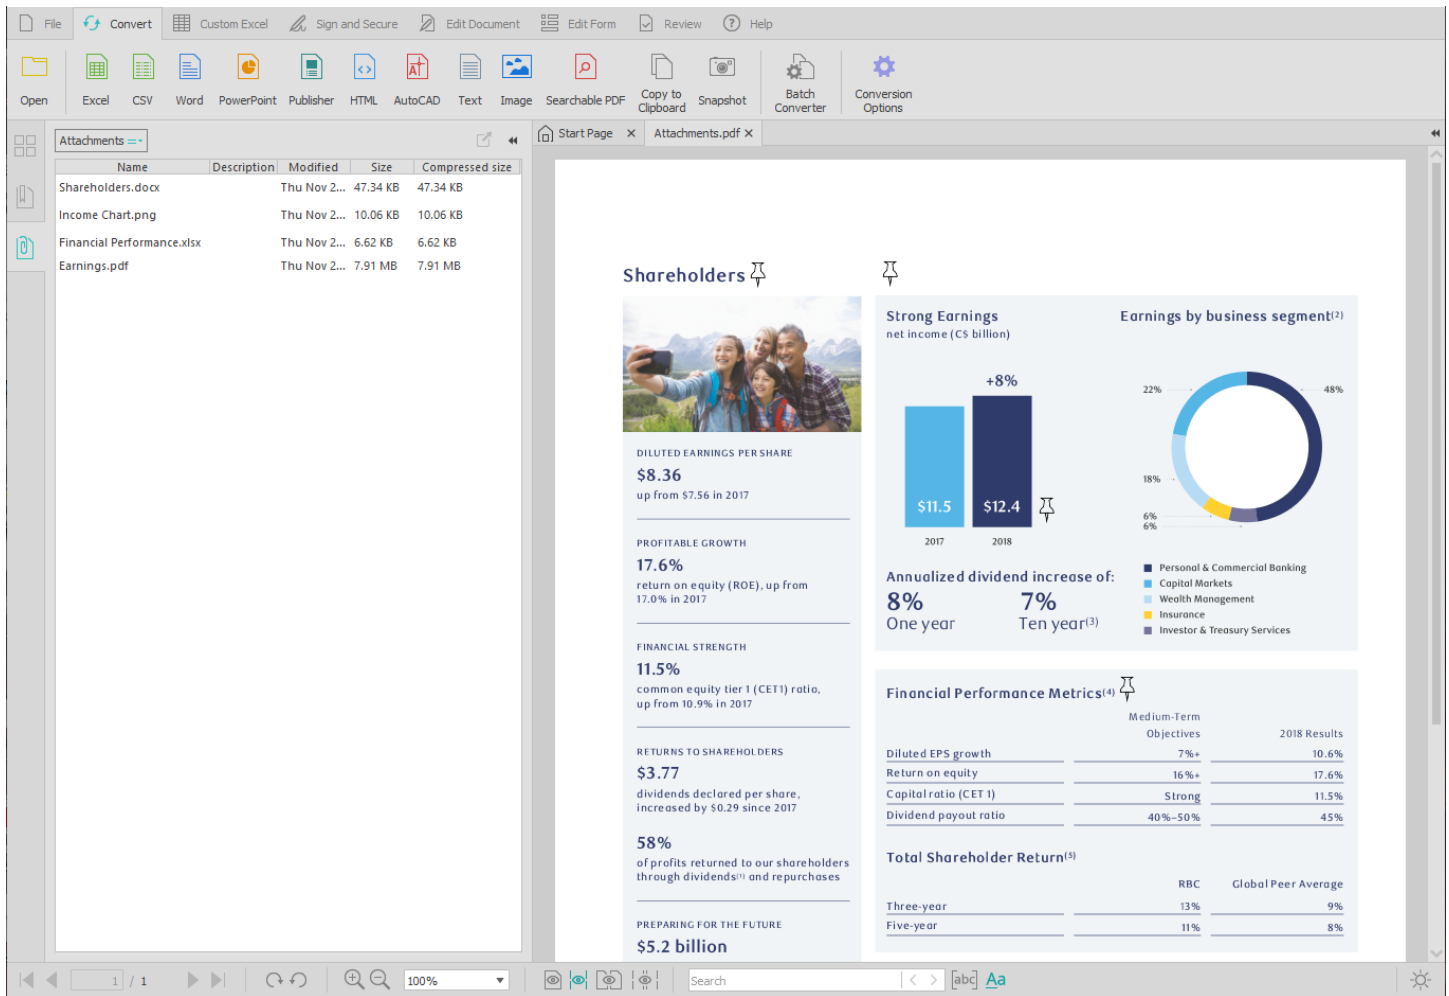 File Convert Custom Excel Sign and Secure Edit Document Edit Form Review Help
Open Excel CSV Word PowerPoint Publisher HTML AutoCAD Text Image Searchable PDF Copy to Clipboard Snapshot Batch Converter Conversion Options
Attachments
Name Description Modified Size Compressed size
Shareholders.docx Thu Nov 2... 47.34 KB 47.34 KB
Income Chart.png Thu Nov 2... 10.06 KB 10.06 KB
Financial Performance.xlsx Thu Nov 2... 6.62 KB 6.62 KB
Earnings.pdf Thu Nov 2... 7.91 MB 7.91 MB
Start Page Attachments.pdf
Shareholders
DILUTED EARNINGS PER SHARE
$8.36
up from $7.56 in 2017
PROFITABLE GROWTH
17.6%
return on equity (ROE), up from
17.0% in 2017
FINANCIAL STRENGTH
11.5%
common equity tier 1 (CET1) ratio,
up from 10.9% in 2017
RETURNS TO SHAREHOLDERS
$3.77
dividends declared per share,
increased by $0.29 since 2017
58%
of profits returned to our shareholders
through dividends(1) and repurchases
PREPARING FOR THE FUTURE
$5.2 billion
Strong Earnings
net income (C$ billion)
+8%
$11.5 $12.4
2017 2018
Annualized dividend increase of:
8% 7%
One year Ten year(3)
Earnings by business segment(2)
22% 48%
18%
6%
6%
Personal & Commercial Banking
Capital Markets
Wealth Management
Insurance
Investor & Treasury Services
Financial Performance Metrics(4)
Medium-Term
Objectives 2018 Results
Diluted EPS growth 7%+ 10.6%
Return on equity 16%+ 17.6%
Capital ratio (CET 1) Strong 11.5%
Dividend payout ratio 40%–50% 45%
Total Shareholder Return(5)
RBC Global Peer Average
Three-year 13% 9%
Five-year 11% 8%
1 / 1 100% Search [abc] Aa